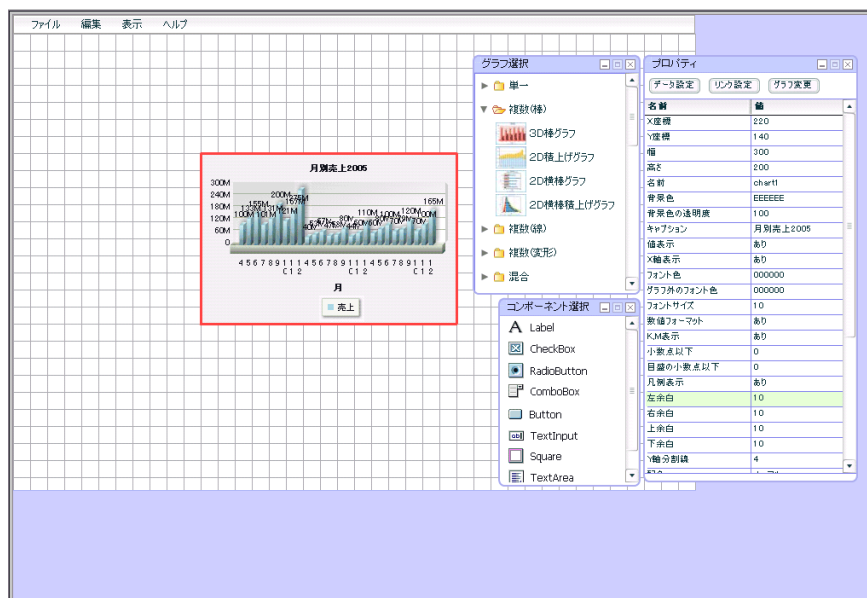 ファイル 編集 表示 ヘルプ
グラフ選択
単一
複数(棒)
3D棒グラフ
2D積上げグラフ
2D横棒グラフ
2D横棒積上げグラフ
複数(線)
複数(変形)
混合
コンポーネント選択
Label
CheckBox
RadioButton
ComboBox
Button
TextInput
Square
TextArea
プロパティ
データ設定 リンク設定 グラフ変更
名前 値
X座標 220
Y座標 140
幅 300
高さ 200
名前 chart1
背景色 EEEEEE
背景色の透明度 100
キャプション 月別売上2005
値表示 あり
X軸表示 あり
フォント色 000000
グラフ外のフォント色 000000
フォントサイズ 10
数値フォーマット あり
K,M表示 あり
小数点以下 0
目盛の小数点以下 0
凡例表示 あり
左余白 10
右余白 10
上余白 10
下余白 10
Y軸分割線 4
月別売上2005
300M
240M
180M
120M
60M
0
165M
4 5 6 7 8 9 1 1 1 2
月
売上